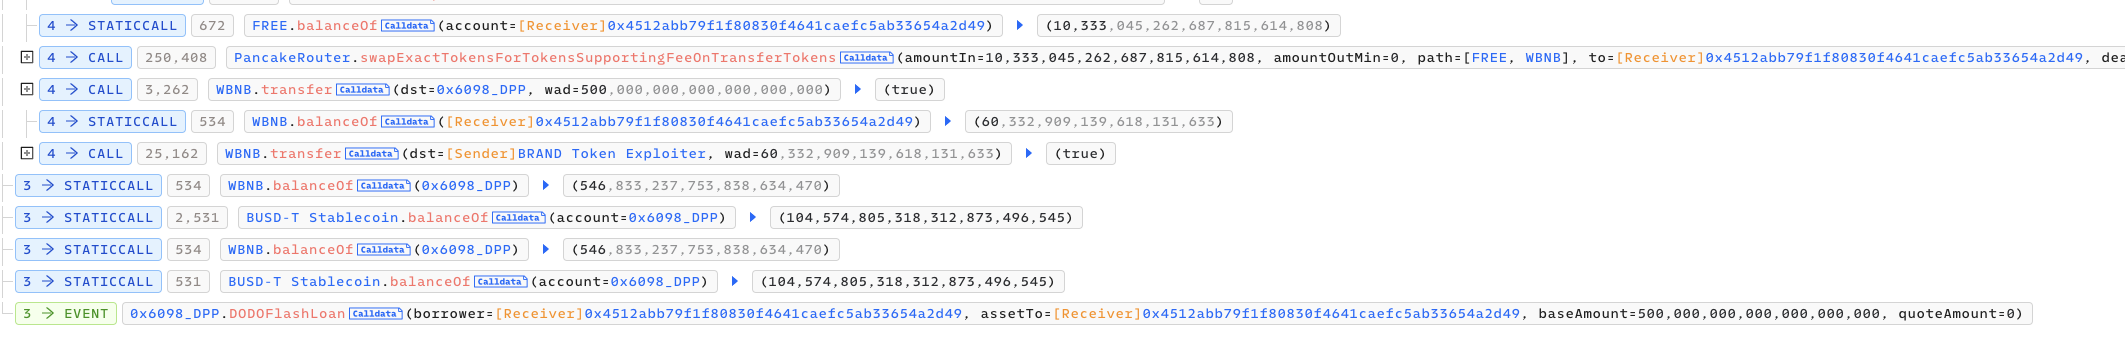 4 → STATICCALL 672 FREE.balanceOf Calldata (account=[Receiver]0x4512abb79f1f80830f4641caefc5ab33654a2d49) ▶ (10,333,045,262,687,815,614,808)
4 → CALL 250,408 PancakeRouter.swapExactTokensForTokensSupportingFeeOnTransferTokens Calldata (amountIn=10,333,045,262,687,815,614,808, amountOutMin=0, path=[FREE, WBNB], to=[Receiver]0x4512abb79f1f80830f4641caefc5ab33654a2d49, dea
4 → CALL 3,262 WBNB.transfer Calldata (dst=0x6098_DPP, wad=500,000,000,000,000,000,000) ▶ (true)
4 → STATICCALL 534 WBNB.balanceOf Calldata ([Receiver]0x4512abb79f1f80830f4641caefc5ab33654a2d49) ▶ (60,332,909,139,618,131,633)
4 → CALL 25,162 WBNB.transfer Calldata (dst=[Sender]BRAND Token Exploiter, wad=60,332,909,139,618,131,633) ▶ (true)
3 → STATICCALL 534 WBNB.balanceOf Calldata (0x6098_DPP) ▶ (546,833,237,753,838,634,470)
3 → STATICCALL 2,531 BUSD-T Stablecoin.balanceOf Calldata (account=0x6098_DPP) ▶ (104,574,805,318,312,873,496,545)
3 → STATICCALL 534 WBNB.balanceOf Calldata (0x6098_DPP) ▶ (546,833,237,753,838,634,470)
3 → STATICCALL 531 BUSD-T Stablecoin.balanceOf Calldata (account=0x6098_DPP) ▶ (104,574,805,318,312,873,496,545)
3 → EVENT 0x6098_DPP.DODOFlashLoan Calldata (borrower=[Receiver]0x4512abb79f1f80830f4641caefc5ab33654a2d49, assetTo=[Receiver]0x4512abb79f1f80830f4641caefc5ab33654a2d49, baseAmount=500,000,000,000,000,000,000, quoteAmount=0)